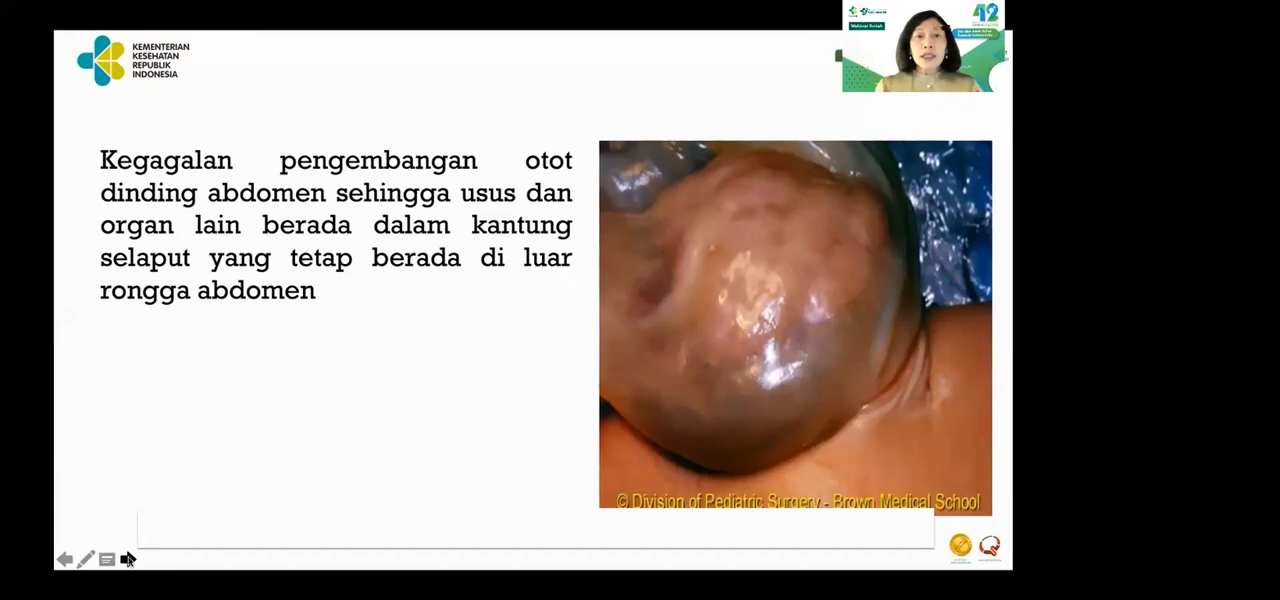 KEMENTERIAN
KESEHATAN
REPUBLIK
INDONESIA
Kegagalan pengembangan otot
dinding abdomen sehingga usus dan
organ lain berada dalam kantung
selaput yang tetap berada di luar
rongga abdomen
© Division of Pediatric Surgery - Brown Medical School
42